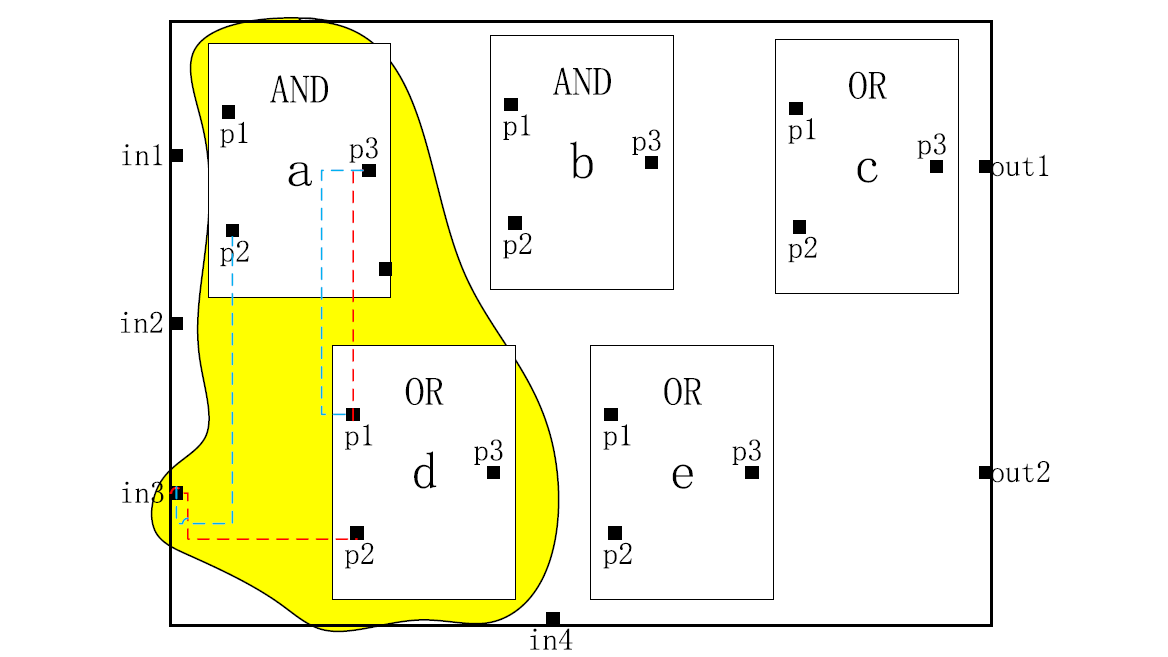 AND
p1
p3
a
p2
AND
p1
p3
b
p2
OR
p1
p3
c
p2
in1
in2
in3
in4
out1
out2
OR
p1
p3
d
p2
OR
p1
p3
e
p2